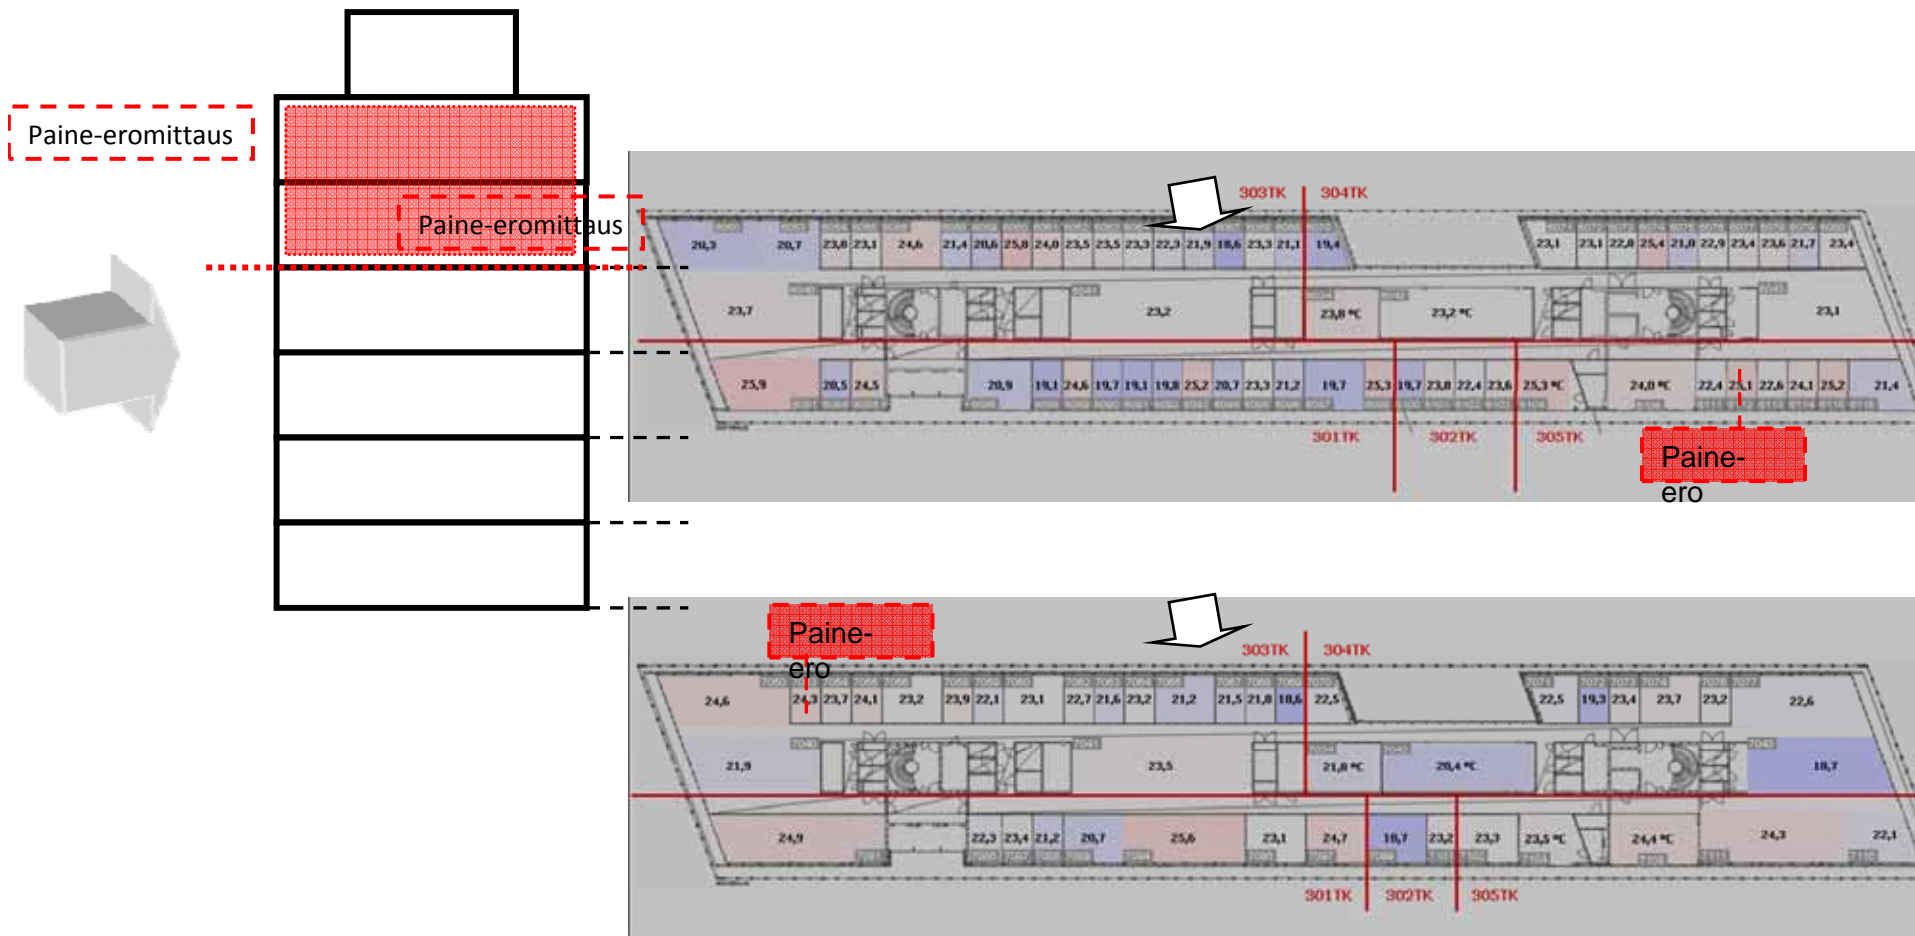 Paine-eromittaus
Paine-eromittaus
303TK 304TK
20,3 20,7 23,8 23,1 24,6 21,4 20,6 25,8 24,0 23,5 23,5 23,3 22,3 21,9 18,6 23,3 21,1 19,4 23,1 23,1 22,8 25,4 21,0 22,9 23,4 23,6 21,7 23,4
23,7 23,2 23,8 °C 23,2 °C 23,1
25,9 20,5 24,5 20,9 19,1 24,6 19,7 19,1 19,8 25,2 20,7 23,3 21,2 19,7 25,3 19,7 23,8 22,4 23,6 25,3 °C 24,0 °C 22,4 25,1 22,6 24,1 25,2 21,4
301TK 302TK 305TK
Paine-
ero
Paine-
ero
303TK 304TK
24,6 24,3 23,7 24,1 23,2 23,9 22,1 23,1 22,7 21,6 23,2 21,2 21,5 21,8 18,6 22,5 22,5 19,3 23,4 23,7 23,2 22,6
21,9 23,5 21,8 °C 20,4 °C 18,7
24,9 22,3 23,4 21,2 20,7 25,6 23,1 24,7 18,7 23,2 23,3 23,5 °C 24,4 °C 24,3 22,1
301TK 302TK 305TK